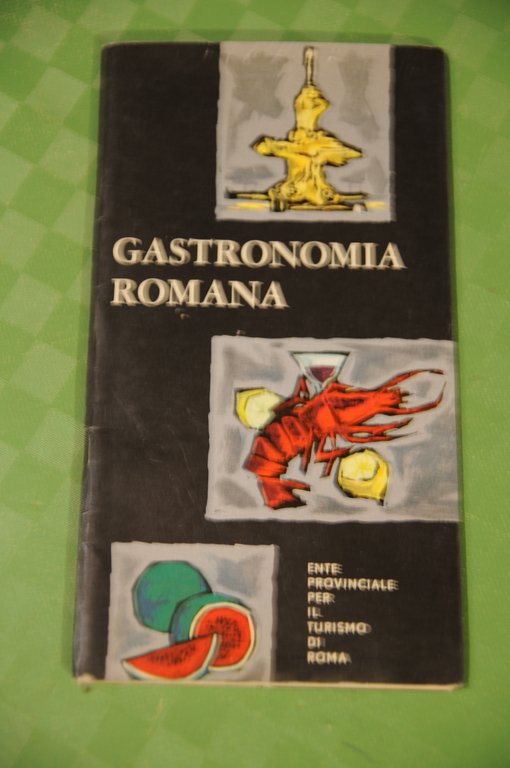 GASTRONOMIA
ROMANA
ENTE
PROVINCIALE
PER
IL
TURISMO
DI
ROMA